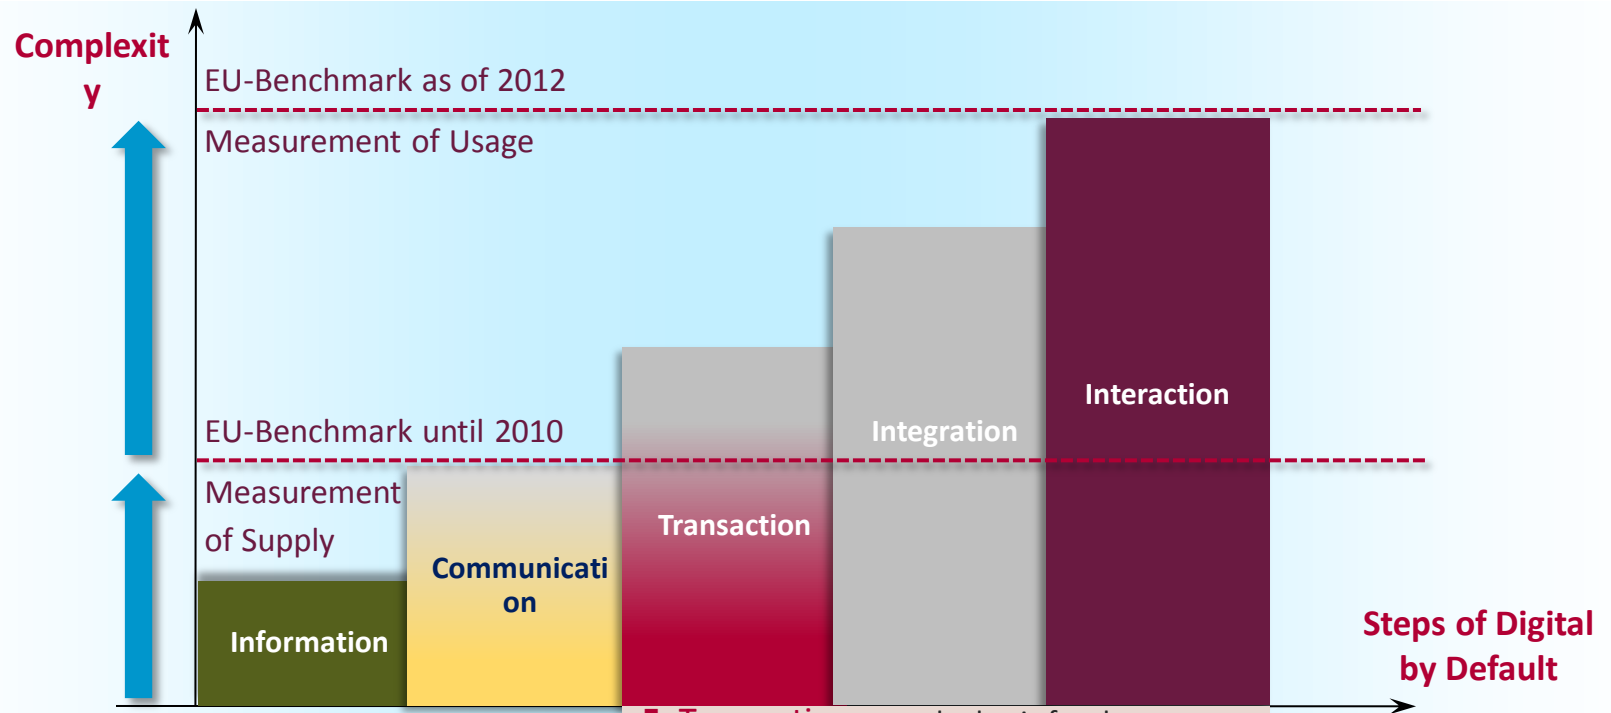 Complexit
y
EU-Benchmark as of 2012
Measurement of Usage
EU-Benchmark until 2010
Measurement
of Supply
Information
Communicati
on
Transaction
Integration
Interaction
Steps of Digital
by Default